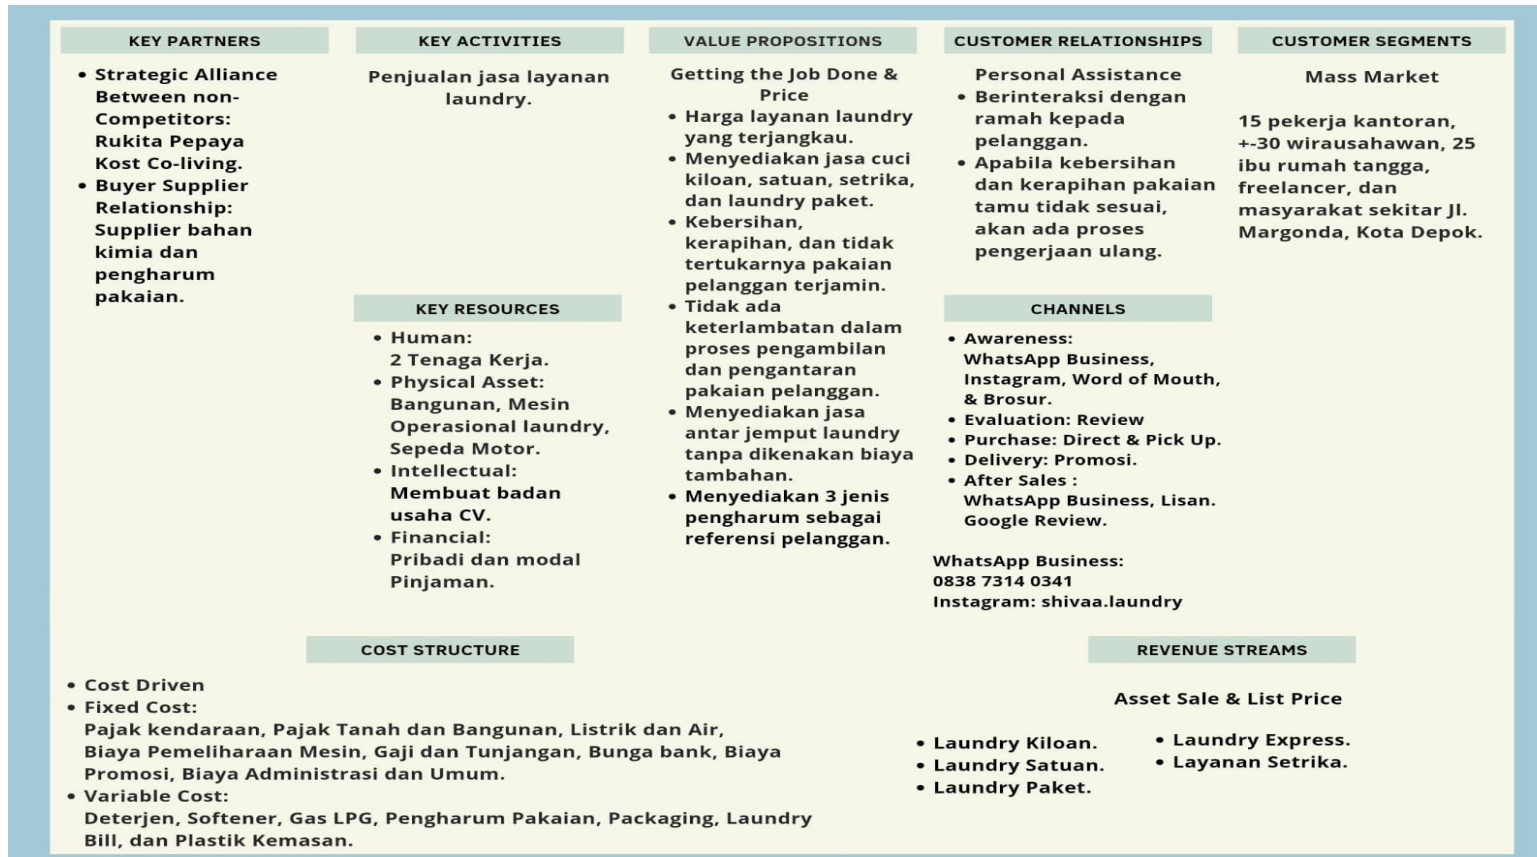 KEY PARTNERS
• Strategic Alliance
Between non-
Competitors:
Rukita Pepaya
Kost Co-living.
• Buyer Supplier
Relationship:
Supplier bahan
kimia dan
pengharum
pakaian.
KEY ACTIVITIES
Penjualan jasa layanan
laundry.
KEY RESOURCES
• Human:
2 Tenaga Kerja.
• Physical Asset:
Bangunan, Mesin
Operasional laundry,
Sepeda Motor.
• Intellectual:
Membuat badan
usaha CV.
• Financial:
Pribadi dan modal
Pinjaman.
VALUE PROPOSITIONS
Getting the Job Done &
Price
• Harga layanan laundry
yang terjangkau.
• Menyediakan jasa cuci
kiloan, satuan, setrika,
dan laundry paket.
• Kebersihan,
kerapihan, dan tidak
tertukarnya pakaian
pelanggan terjamin.
• Tidak ada
keterlambatan dalam
proses pengambilan
dan pengantaran
pakaian pelanggan.
• Menyediakan jasa
antar jemput laundry
tanpa dikenakan biaya
tambahan.
• Menyediakan 3 jenis
pengharum sebagai
referensi pelanggan.
CUSTOMER RELATIONSHIPS
Personal Assistance
• Berinteraksi dengan
ramah kepada
pelanggan.
• Apabila kebersihan
dan kerapihan pakaian
tamu tidak sesuai,
akan ada proses
pengerjaan ulang.
CHANNELS
• Awareness:
WhatsApp Business,
Instagram, Word of Mouth,
& Brosur.
• Evaluation: Review
• Purchase: Direct & Pick Up.
• Delivery: Promosi.
• After Sales :
WhatsApp Business, Lisan.
Google Review.
WhatsApp Business:
0838 7314 0341
Instagram: shivaa.laundry
CUSTOMER SEGMENTS
Mass Market
15 pekerja kantoran,
+-30 wirausahawan, 25
ibu rumah tangga,
freelancer, dan
masyarakat sekitar Jl.
Margonda, Kota Depok.
COST STRUCTURE
• Cost Driven
• Fixed Cost:
Pajak kendaraan, Pajak Tanah dan Bangunan, Listrik dan Air,
Biaya Pemeliharaan Mesin, Gaji dan Tunjangan, Bunga bank, Biaya
Promosi, Biaya Administrasi dan Umum.
• Variable Cost:
Deterjen, Softener, Gas LPG, Pengharum Pakaian, Packaging, Laundry
Bill, dan Plastik Kemasan.
REVENUE STREAMS
Asset Sale & List Price
• Laundry Kiloan.
• Laundry Satuan.
• Laundry Paket.
• Laundry Express.
• Layanan Setrika.